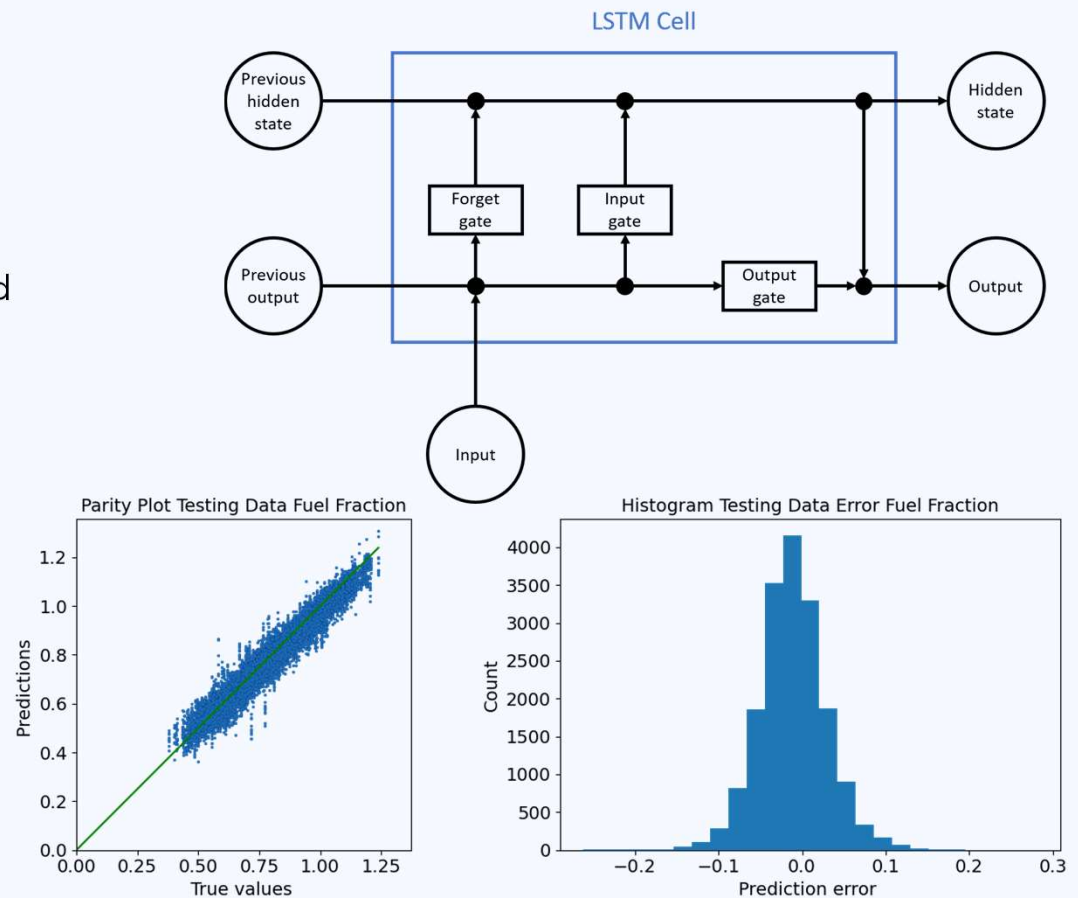 LSTM Cell
Previous
hidden
state
Hidden
state
Forget
gate
Input
gate
d
Previous
output
Output
gate
Output
Input
Parity Plot Testing Data Fuel Fraction
Predictions
1.2
1.0
0.8
0.6
0.4
0.2
0.0
0.00 0.25 0.50 0.75 1.00 1.25
True values
Histogram Testing Data Error Fuel Fraction
Count
4000
3500
3000
2500
2000
1500
1000
500
0
−0.2 −0.1 0.0 0.1 0.2 0.3
Prediction error